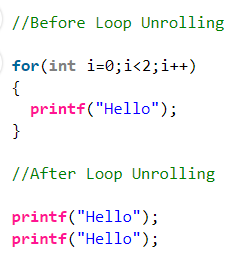 //Before Loop Unrolling
for(int i=0;i<2;i++)
{
printf("Hello");
}
//After Loop Unrolling
printf("Hello");
printf("Hello");